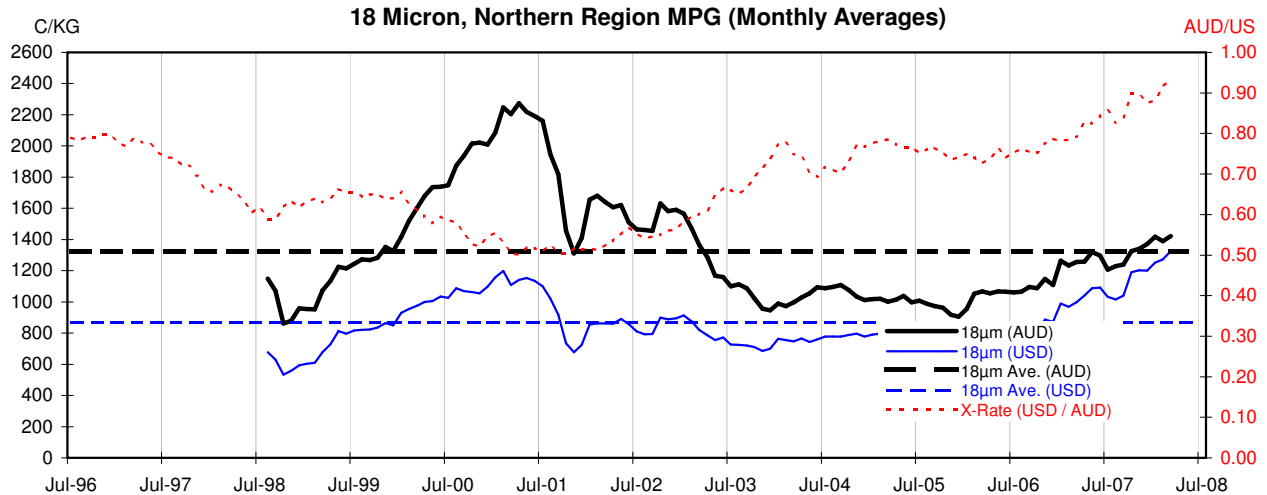 18 Micron, Northern Region MPG (Monthly Averages)
C/KG
AUD/US
2600
2400
2200
2000
1800
1600
1400
1200
1000
800
600
400
200
0
1.00
0.90
0.80
0.70
0.60
0.50
0.40
0.30
0.20
0.10
0.00
18µm (AUD)
18µm (USD)
18µm Ave. (AUD)
18µm Ave. (USD)
X-Rate (USD / AUD)
Jul-96 Jul-97 Jul-98 Jul-99 Jul-00 Jul-01 Jul-02 Jul-03 Jul-04 Jul-05 Jul-06 Jul-07 Jul-08